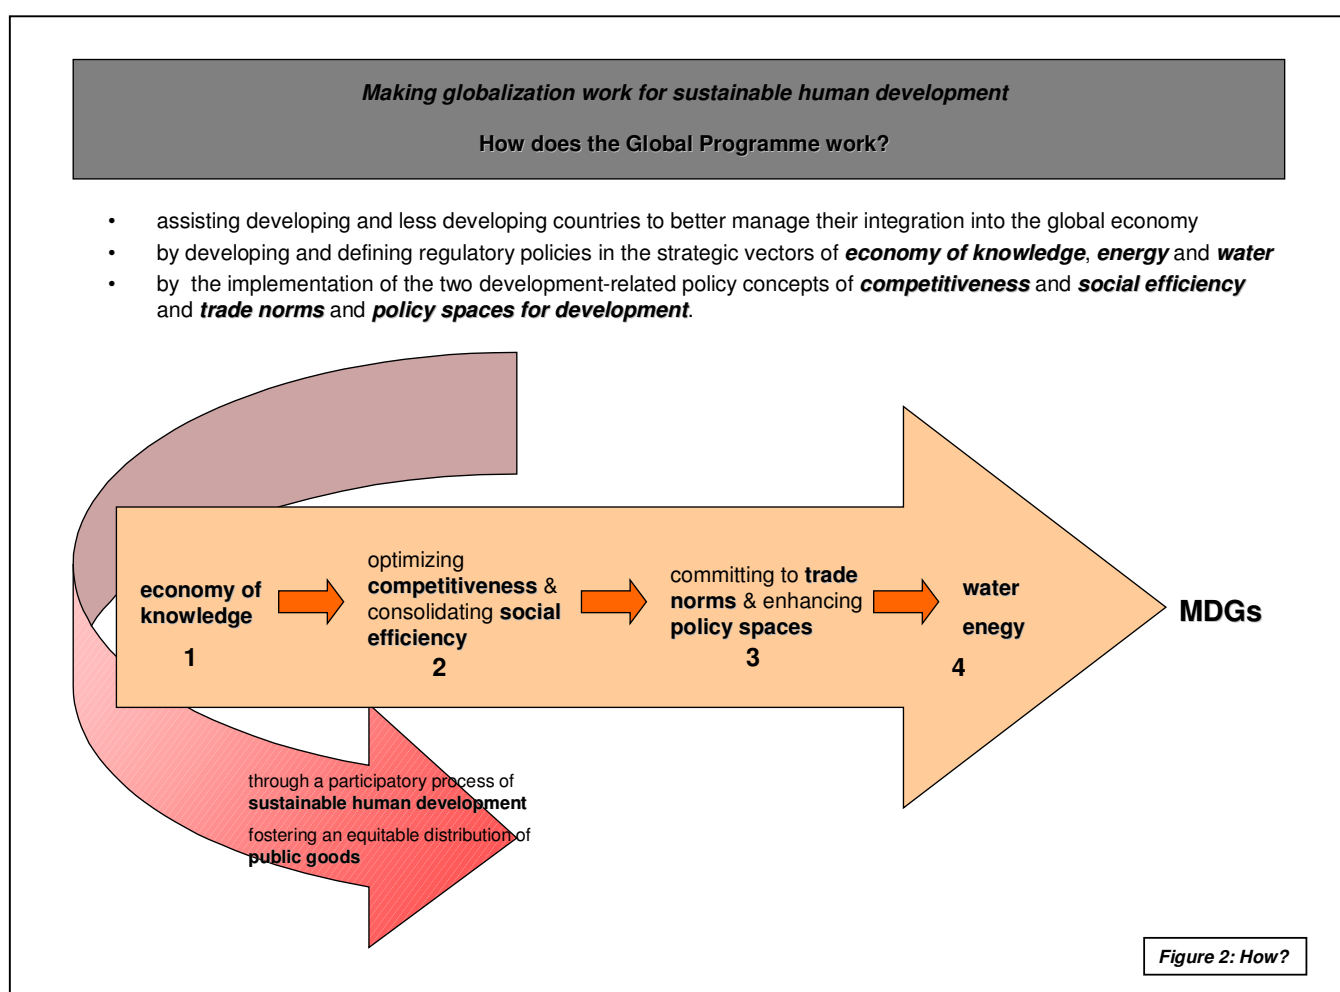 Making globalization work for sustainable human development
How does the Global Programme work?
• assisting developing and less developing countries to better manage their integration into the global economy
• by developing and defining regulatory policies in the strategic vectors of economy of knowledge, energy and water
• by the implementation of the two development-related policy concepts of competitiveness and social efficiency
and trade norms and policy spaces for development.
economy of
knowledge
1
optimizing
competitiveness &
consolidating social
efficiency
2
committing to trade
norms & enhancing
policy spaces
3
water
enegy
4
MDGs
through a participatory process of
sustainable human development
fostering an equitable distribution of
public goods
Figure 2: How?